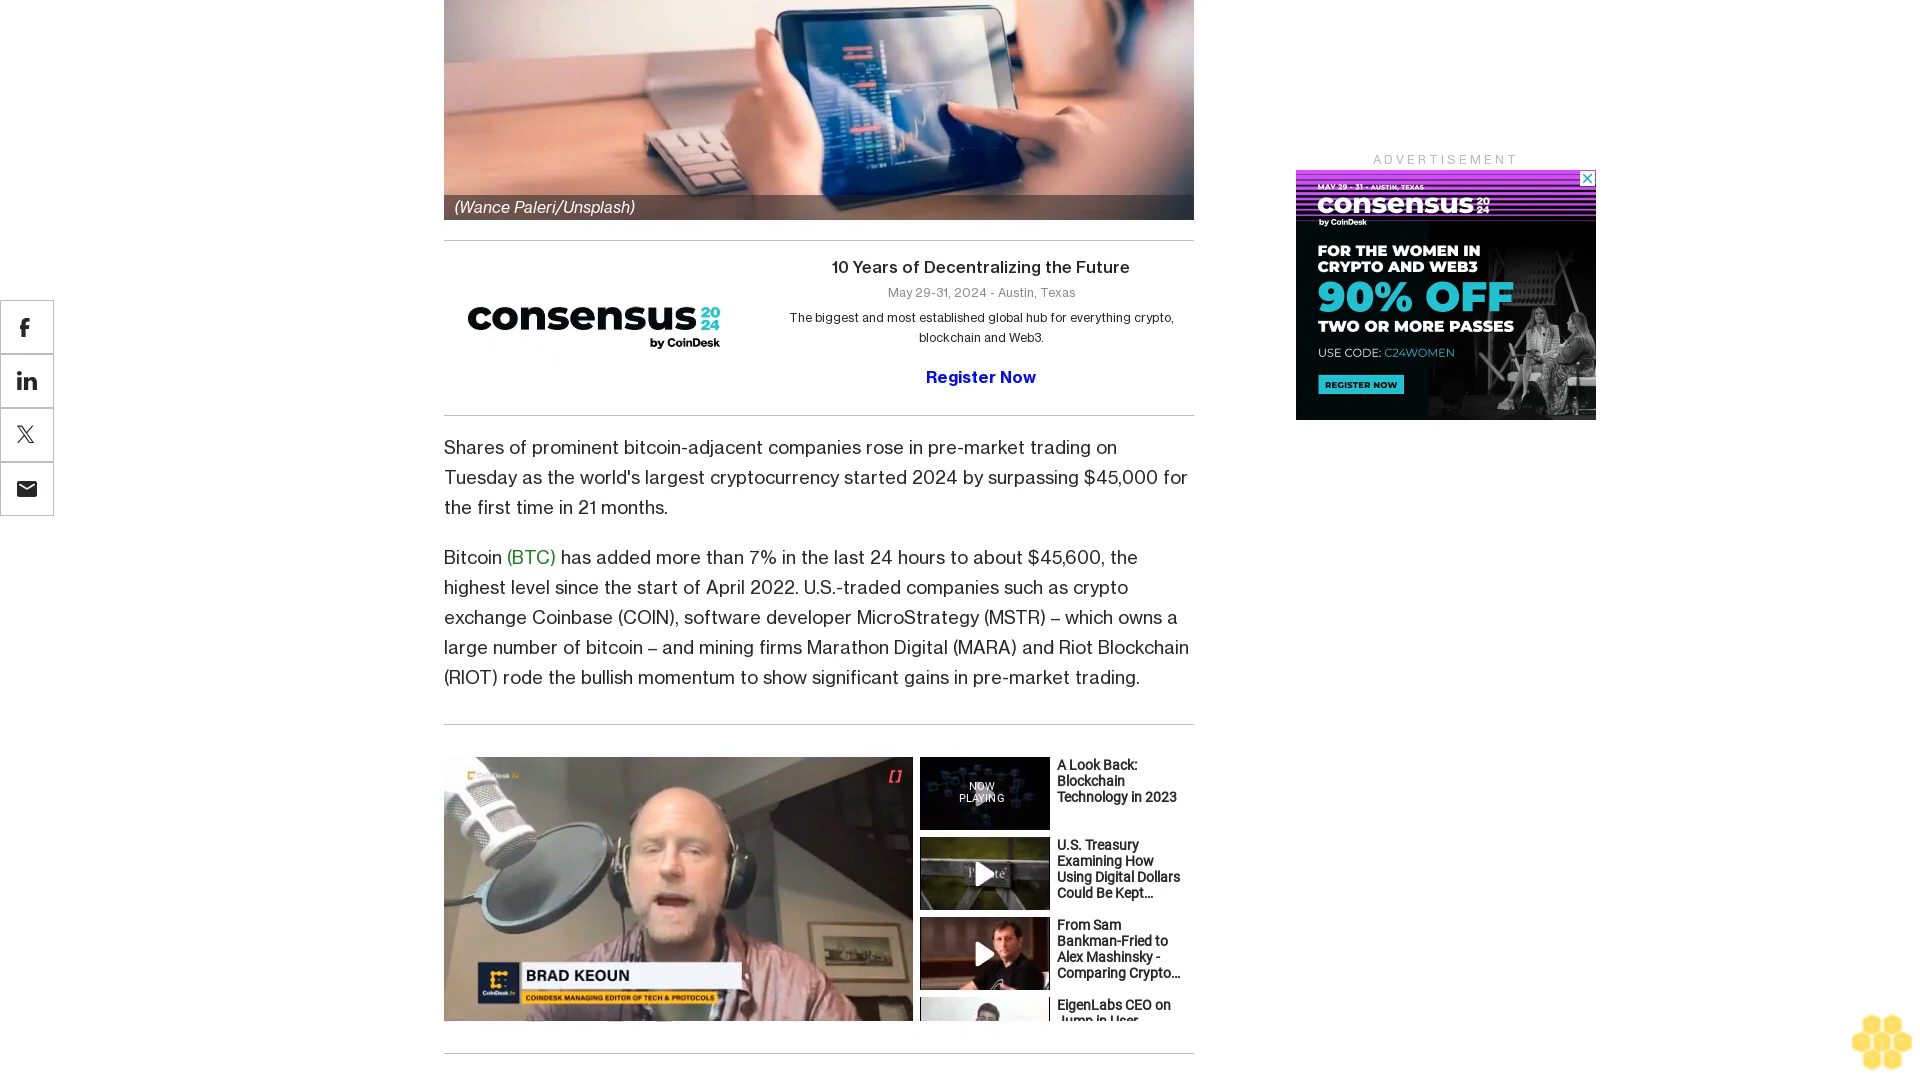 (Wance Paleri/Unsplash)
ADVERTISEMENT
MAY 29 - 31 • AUSTIN, TEXAS
consensus 20 24
by CoinDesk
FOR THE WOMEN IN
CRYPTO AND WEB3
90% OFF
TWO OR MORE PASSES
USE CODE: C24WOMEN
REGISTER NOW
consensus 20 24
by CoinDesk
10 Years of Decentralizing the Future
May 29-31, 2024 - Austin, Texas
The biggest and most established global hub for everything crypto,
blockchain and Web3.
Register Now
Shares of prominent bitcoin-adjacent companies rose in pre-market trading on
Tuesday as the world's largest cryptocurrency started 2024 by surpassing $45,000 for
the first time in 21 months.
Bitcoin (BTC) has added more than 7% in the last 24 hours to about $45,600, the
highest level since the start of April 2022. U.S.-traded companies such as crypto
exchange Coinbase (COIN), software developer MicroStrategy (MSTR) – which owns a
large number of bitcoin – and mining firms Marathon Digital (MARA) and Riot Blockchain
(RIOT) rode the bullish momentum to show significant gains in pre-market trading.
CoinDesk tv
BRAD KEOUN
CoinDesk tv
COINDESK MANAGING EDITOR OF TECH & PROTOCOLS
NOW
PLAYING
A Look Back:
Blockchain
Technology in 2023
U.S. Treasury
Examining How
Using Digital Dollars
Could Be Kept...
From Sam
Bankman-Fried to
Alex Mashinsky -
Comparing Crypto...
EigenLabs CEO on
Jump in User